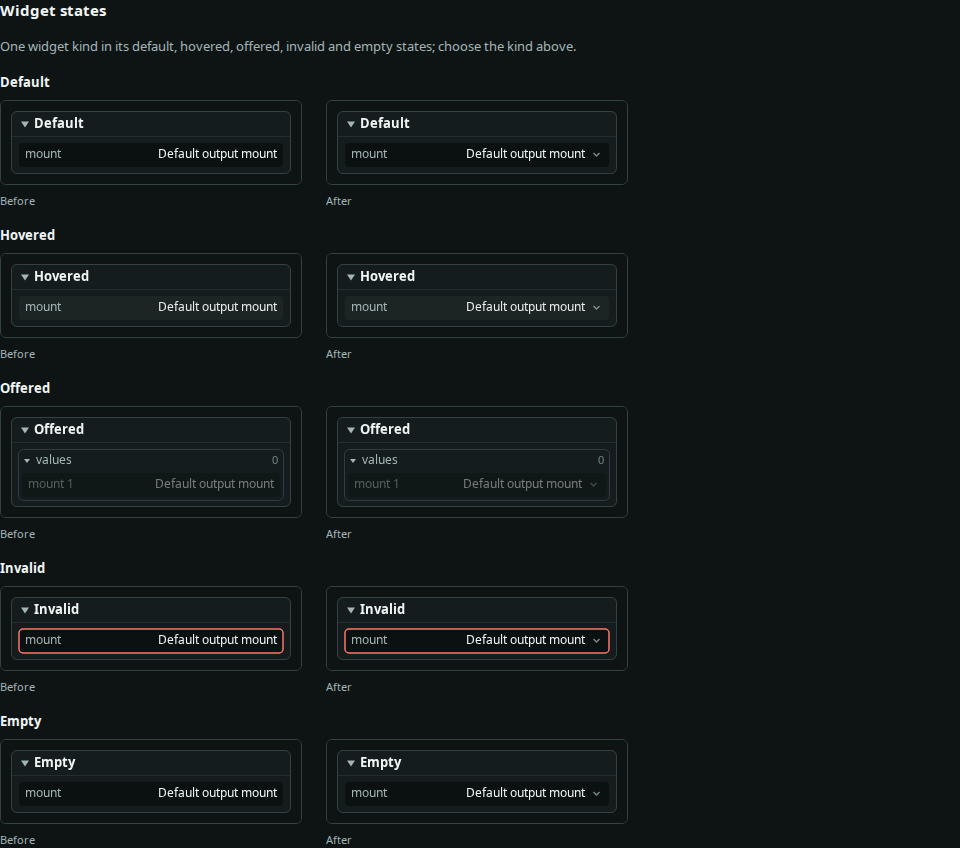 Widget states
One widget kind in its default, hovered, offered, invalid and empty states; choose the kind above.
Default
Default
mount Default output mount
Before
Default
mount Default output mount
After
Hovered
Hovered
mount Default output mount
Before
Hovered
mount Default output mount
After
Offered
Offered
values 0
mount 1 Default output mount
Before
Offered
values 0
mount 1 Default output mount
After
Invalid
Invalid
mount Default output mount
Before
Invalid
mount Default output mount
After
Empty
Empty
mount Default output mount
Before
Empty
mount Default output mount
After